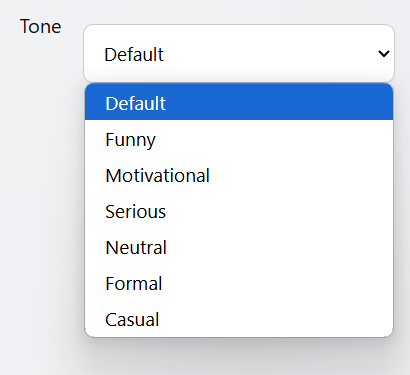 Tone
Default
Default
Funny
Motivational
Serious
Neutral
Formal
Casual